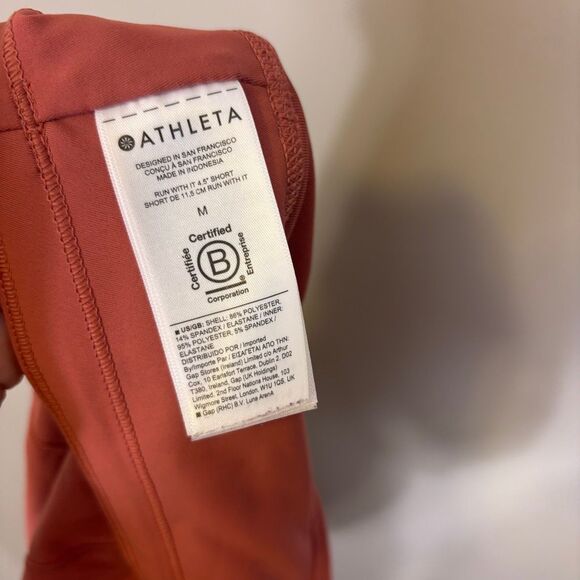 ATHLETA
DESIGNED IN SAN FRANCISCO
CONÇU À SAN FRANCISCO
MADE IN INDONESIA
RUN WITH IT 4.5" SHORT
SHORT DE 11,5 CM RUN WITH IT
M
Certified
Certifiée
B
Entreprise
®
Corporation
US/GB: SHELL: 86% POLYESTER,
14% SPANDEX / ELASTANE / INNER:
95% POLYESTER, 5% SPANDEX /
ELASTANE
DISTRIBUIDO POR / Imported
By/Importe Par / ΕΙΣΑΓΕΤΑΙ ΑΠΟ ΤΗΝ:
Gap Stores (Ireland) Limited c/o Arthur
Cox, 10 Earlsfort Terrace, Dublin 2, D02
T380, Ireland, Gap (UK Holdings)
Limited, 2nd Floor Nations House, 103
Wigmore Street, London, W1U 1QS, UK
Gap (RHC) B.V. Luna ArenA